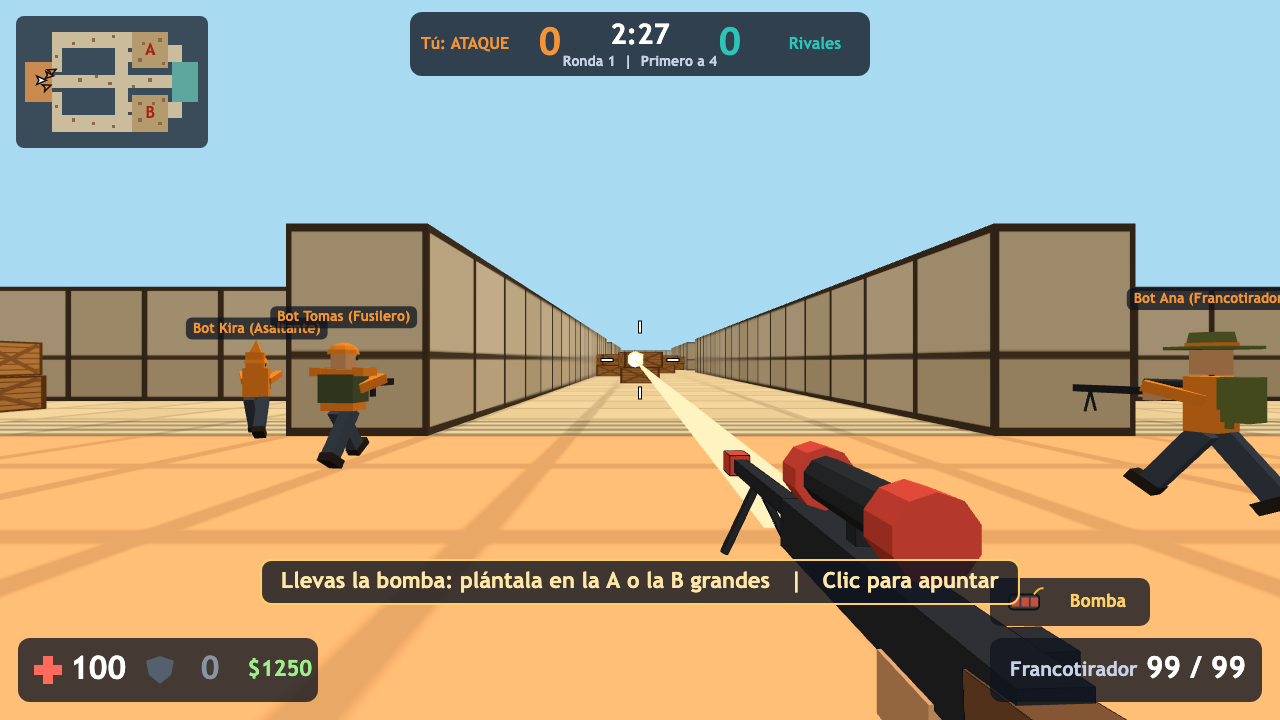 A
B
Tú: ATAQUE
0
2:27
0
Rivales
Ronda 1 | Primero a 4
Bot Kira (Asaltante)
Bot Tomas (Fusilero)
Bot Ana (Francotirador
Llevas la bomba: plántala en la A o la B grandes | Clic para apuntar
Bomba
100
0
$1250
Francotirador 99 / 99